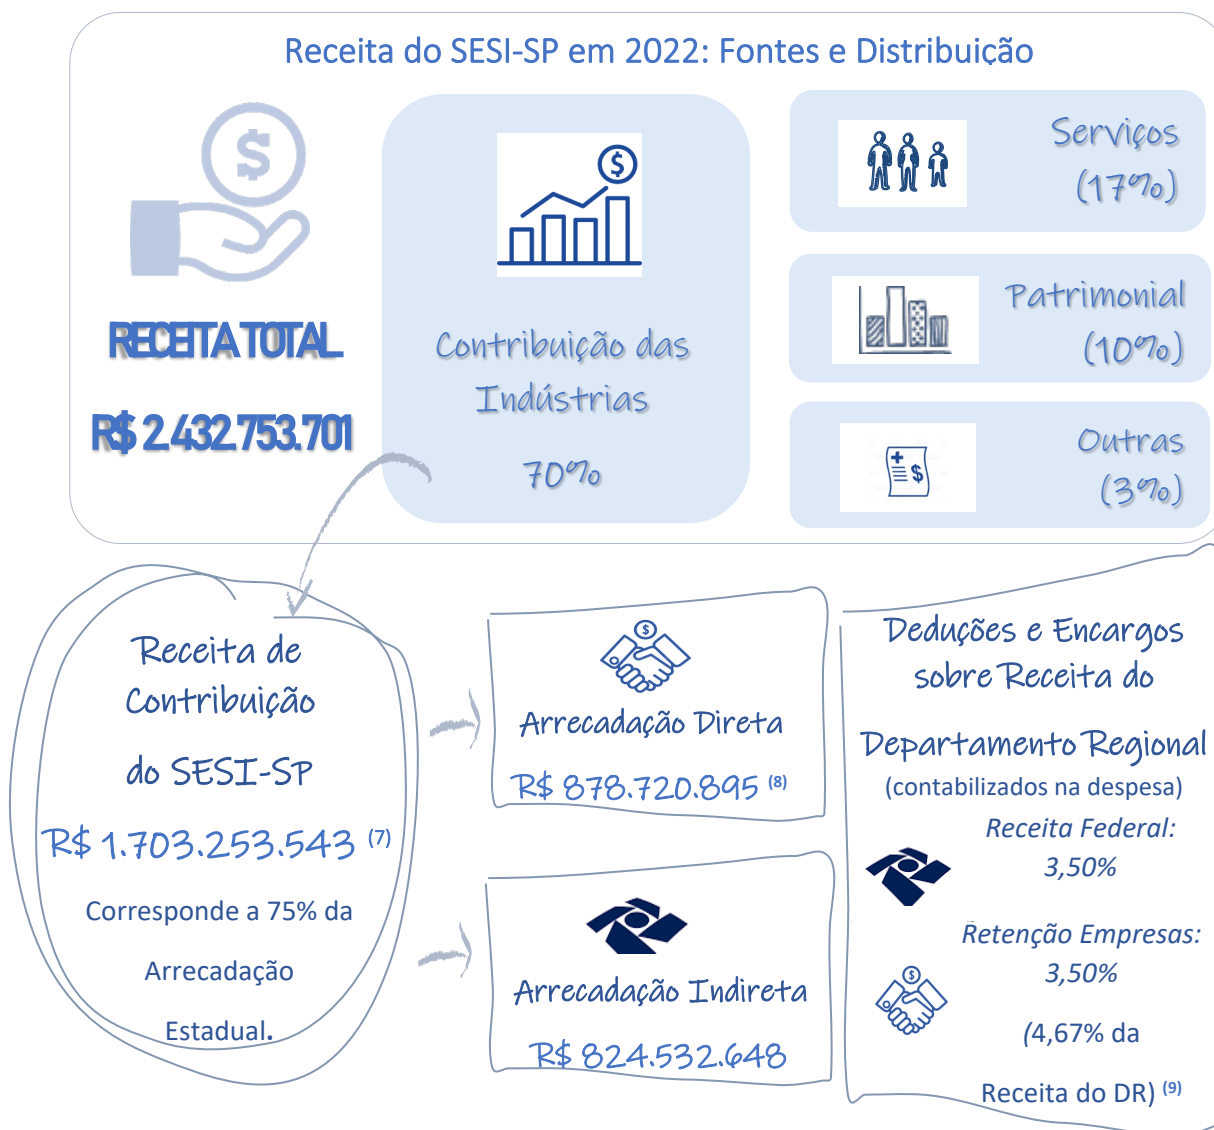 Receita do SESI-SP em 2022: Fontes e Distribuição
RECEITA TOTAL
R$ 2.432.753.701
Contribuição das
Indústrias
70%
Serviços
(17%)
Patrimonial
(10%)
Outras
(3%)
Receita de
Contribuição
do SESI-SP
R$ 1.703.253.543 (7)
Corresponde a 75% da
Arrecadação
Estadual.
Arrecadação Direta
R$ 878.720.895 (8)
Arrecadação Indireta
R$ 824.532.648
Deduções e Encargos
sobre Receita do
Departamento Regional
(contabilizados na despesa)
Receita Federal:
3,50%
Retenção Empresas:
3,50%
(4,67% da
Receita do DR) (9)